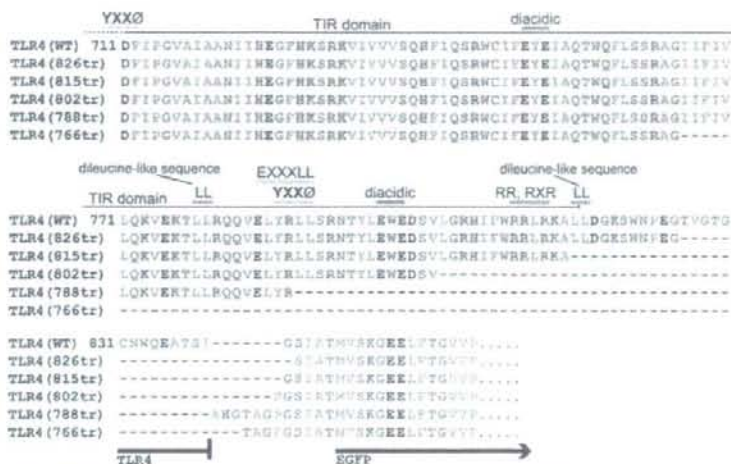 YXXØ TIR domain diacidic
TLR4(WT) 711 DFIPGVAIAANIIHEGFHKSRKVIVVVSQHFIQSRWCIFEYEIAQTWQFLSSRAGIIFIV
TLR4(826tr) DFIPGVAIAANIIHEGFHKSRKVIVVVSQHFIQSRWCIFEYEIAQTWQFLSSRAGIIFIV
TLR4(815tr) DFIPGVAIAANIIHEGFHKSRKVIVVVSQHFIQSRWCIFEYEIAQTWQFLSSRAGIIFIV
TLR4(802tr) DFIPGVAIAANIIHEGFHKSRKVIVVVSQHFIQSRWCIFEYEIAQTWQFLSSRAGIIFIV
TLR4(788tr) DFIPGVAIAANIIHEGFHKSRKVIVVVSQHFIQSRWCIFEYEIAQTWQFLSSRAGIIFIV
TLR4(766tr) DFIPGVAIAANIIHEGFHKSRKVIVVVSQHFIQSRWCIFEYEIAQTWQFLSSRAG-----
dileucine-like sequence EXXXLL dileucine-like sequence
TIR domain LL YXXØ diacidic RR, RXR LL
TLR4(WT) 771 LQKVEKTLLRQQVELYRLLSRNTYLEWEDSVLGRHIFWRRLRKALLDGKSWNPEGTVGTG
TLR4(826tr) LQKVEKTLLRQQVELYRLLSRNTYLEWEDSVLGRHIFWRRLRKALLDGKSWNPEG-----
TLR4(815tr) LQKVEKTLLRQQVELYRLLSRNTYLEWEDSVLGRHIFWRRLRKA----------------
TLR4(802tr) LQKVEKTLLRQQVELYRLLSRNTYLEWEDSV-----------------------------
TLR4(788tr) LQKVEKTLLRQQVELYR-------------------------------------------
TLR4(766tr) ------------------------------------------------------------
TLR4(WT) 831 CNWQEATSI
TLR4(826tr)
TLR4(815tr)
TLR4(802tr)
TLR4(788tr)
TLR4(766tr)
TLR4 EGFP